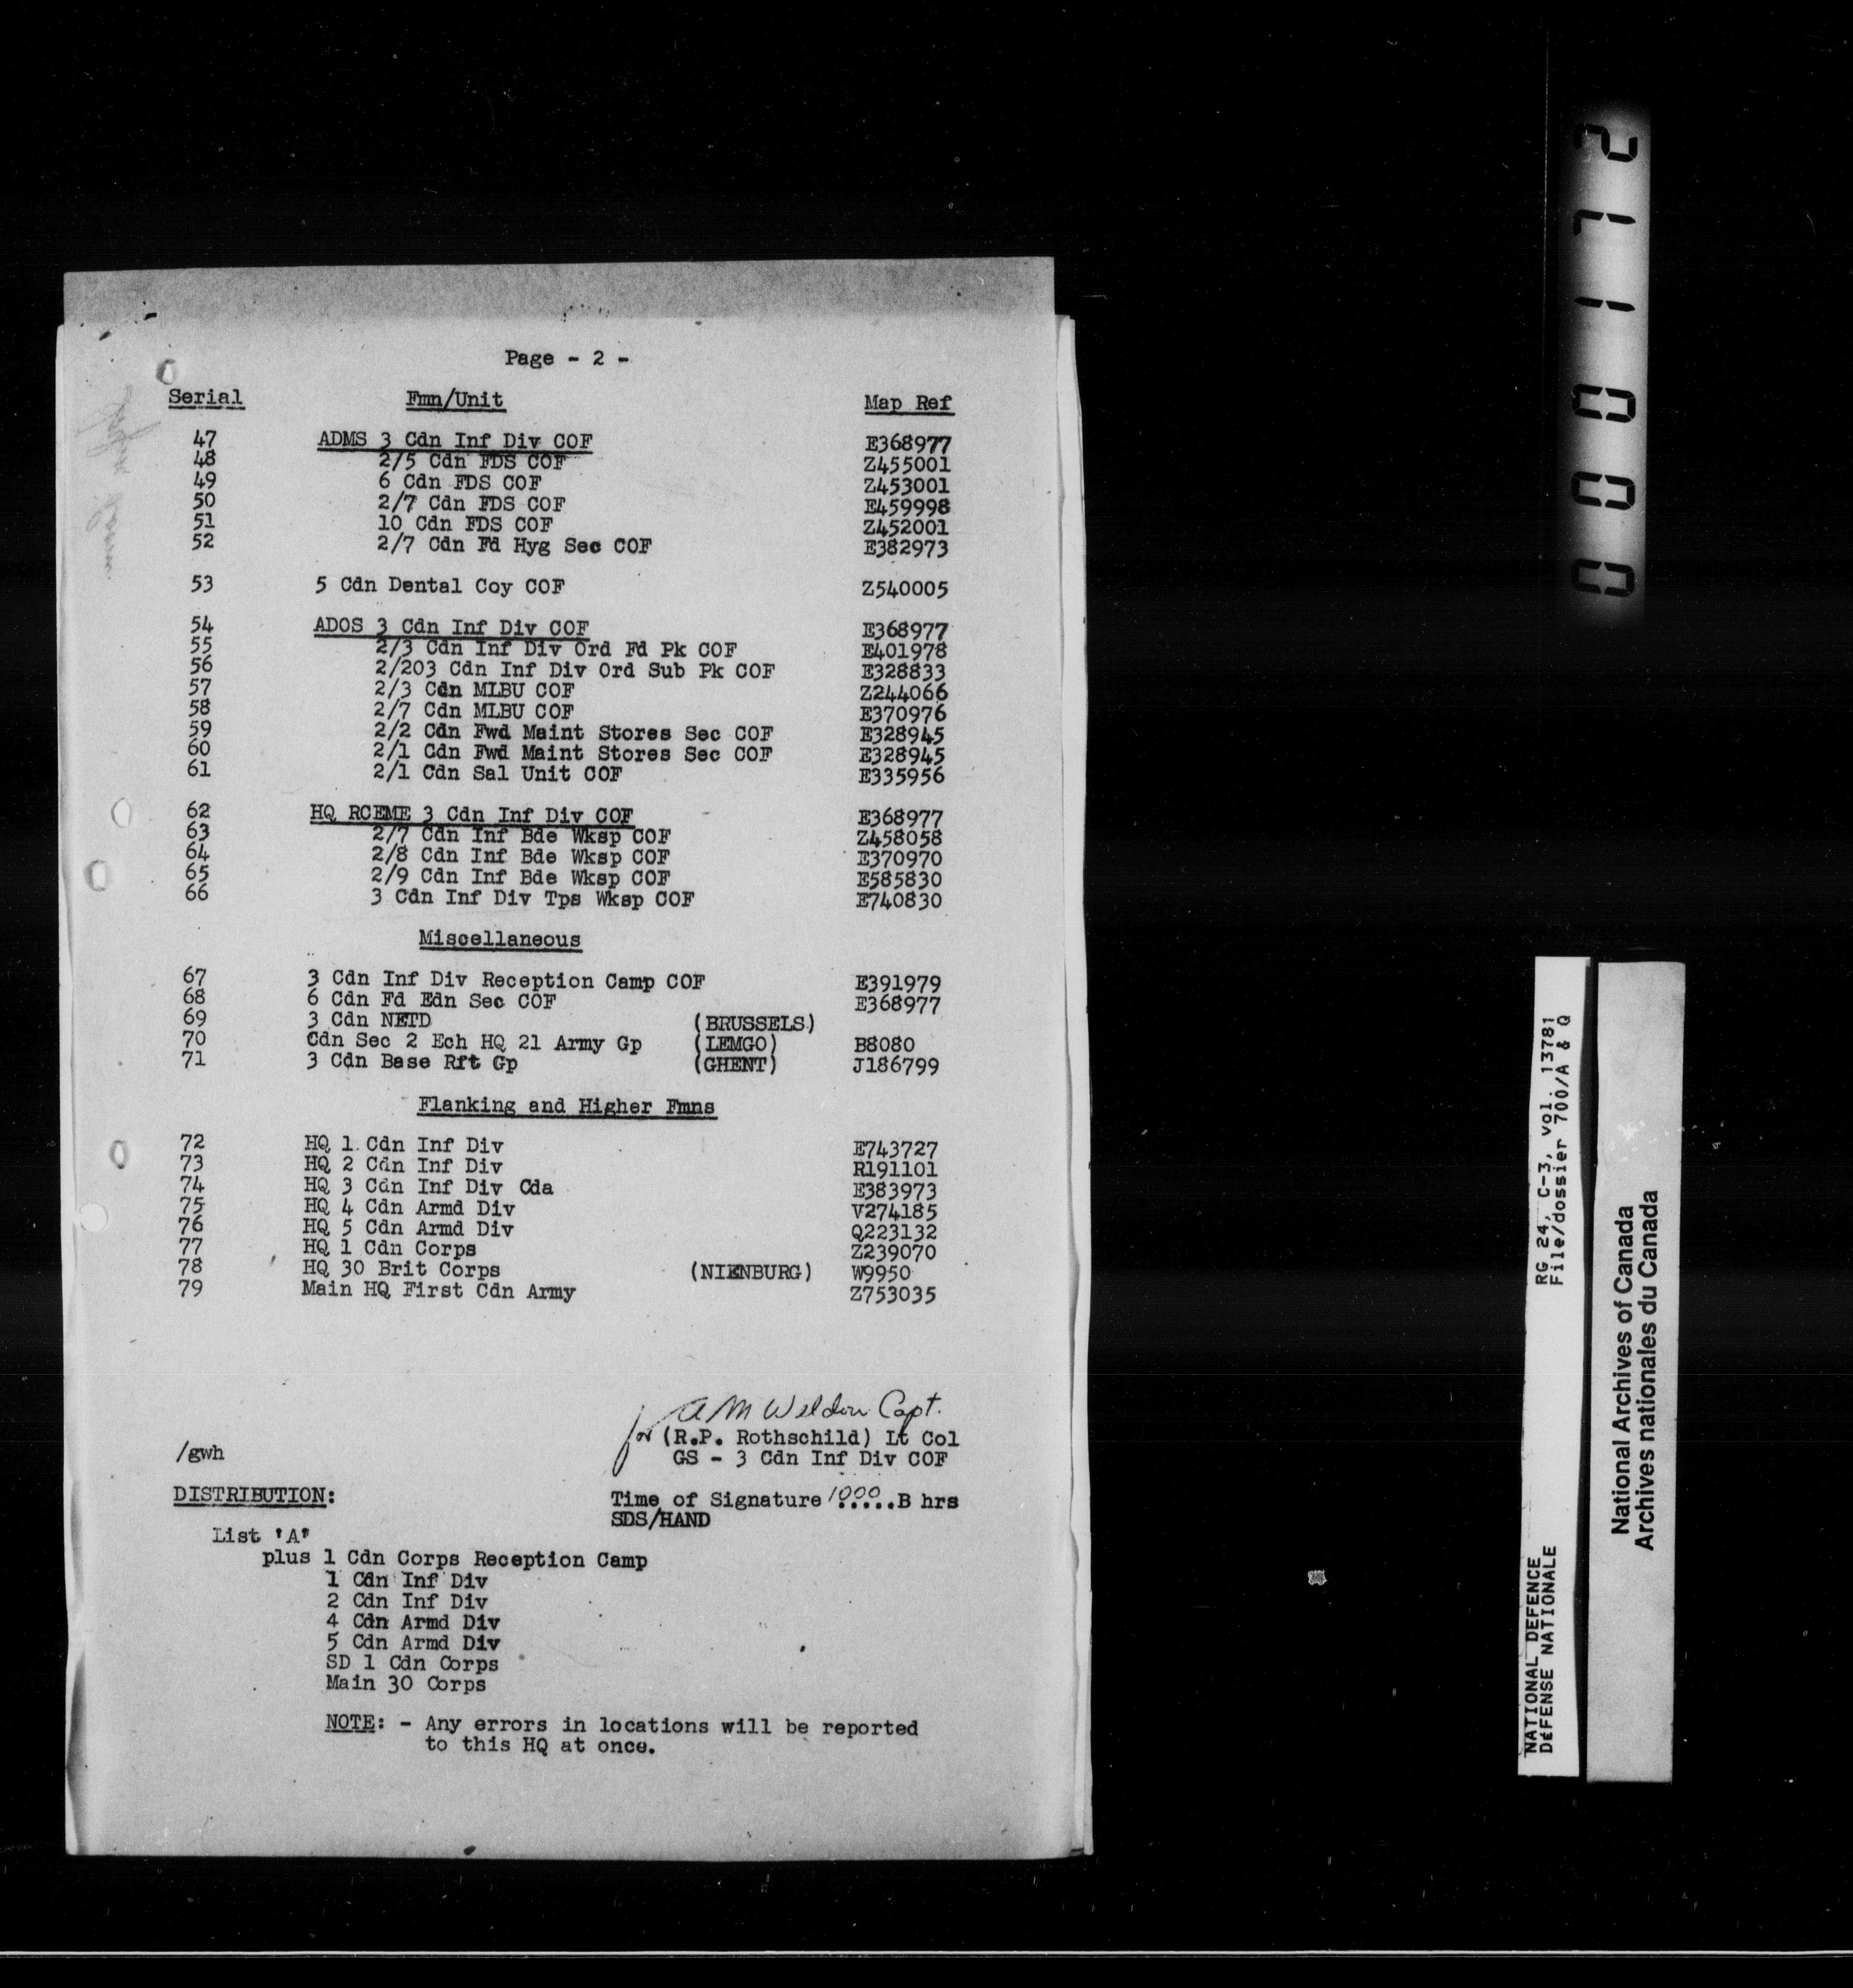 Page - 2 -
Serial Fmn/Unit Map Ref
47 ADMS 3 Cdn Inf Div COF E368977
48 2/5 Cdn FDS COF Z455001
49 6 Cdn FDS COF Z453001
50 2/7 Cdn FDS COF E459998
51 10 Cdn FDS COF Z452001
52 2/7 Cdn Fd Hyg Sec COF E382973
53 5 Cdn Dental Coy COF Z540005
54 ADOS 3 Cdn Inf Div COF E368977
55 2/3 Cdn Inf Div Ord Fd Pk COF E401978
56 2/203 Cdn Inf Div Ord Sub Pk COF E328833
57 2/3 Cdn MLBU COF Z244066
58 2/7 Cdn MLBU COF E370976
59 2/2 Cdn Fwd Maint Stores Sec COF E328945
60 2/1 Cdn Fwd Maint Stores Sec COF E328945
61 2/1 Cdn Sal Unit COF E335956
62 HQ RCEME 3 Cdn Inf Div COF E368977
63 2/7 Cdn Inf Bde Wksp COF Z458058
64 2/8 Cdn Inf Bde Wksp COF E370970
65 2/9 Cdn Inf Bde Wksp COF E585830
66 3 Cdn Inf Div Tps Wksp COF E740830
Miscellaneous
67 3 Cdn Inf Div Reception Camp COF E391979
68 6 Cdn Fd Edn Sec COF E368977
69 3 Cdn NETD (BRUSSELS)
70 Cdn Sec 2 Ech HQ 21 Army Gp (LEMGO) B8080
71 3 Cdn Base Rft Gp (GHENT) J186799
Flanking and Higher Fmns
72 HQ 1 Cdn Inf Div E743727
73 HQ 2 Cdn Inf Div R191101
74 HQ 3 Cdn Inf Div Cda E383973
75 HQ 4 Cdn Armd Div V274185
76 HQ 5 Cdn Armd Div Q223132
77 HQ 1 Cdn Corps Z239070
78 HQ 30 Brit Corps (NIENBURG) W9950
79 Main HQ First Cdn Army Z753035
A M Weldon Capt.
for (R.P. Rothschild) Lt Col
/gwh GS - 3 Cdn Inf Div COF
DISTRIBUTION: Time of Signature 1000.....B hrs
SDS/HAND
List 'A'
plus 1 Cdn Corps Reception Camp
1 Cdn Inf Div
2 Cdn Inf Div
4 Cdn Armd Div
5 Cdn Armd Div
SD 1 Cdn Corps
Main 30 Corps
NOTE: - Any errors in locations will be reported
to this HQ at once.
000172
NATIONAL DEFENCE RG 24, C-3, vol. 13781
DÉFENSE NATIONALE File/dossier 700/A & Q
National Archives of Canada
Archives nationales du Canada